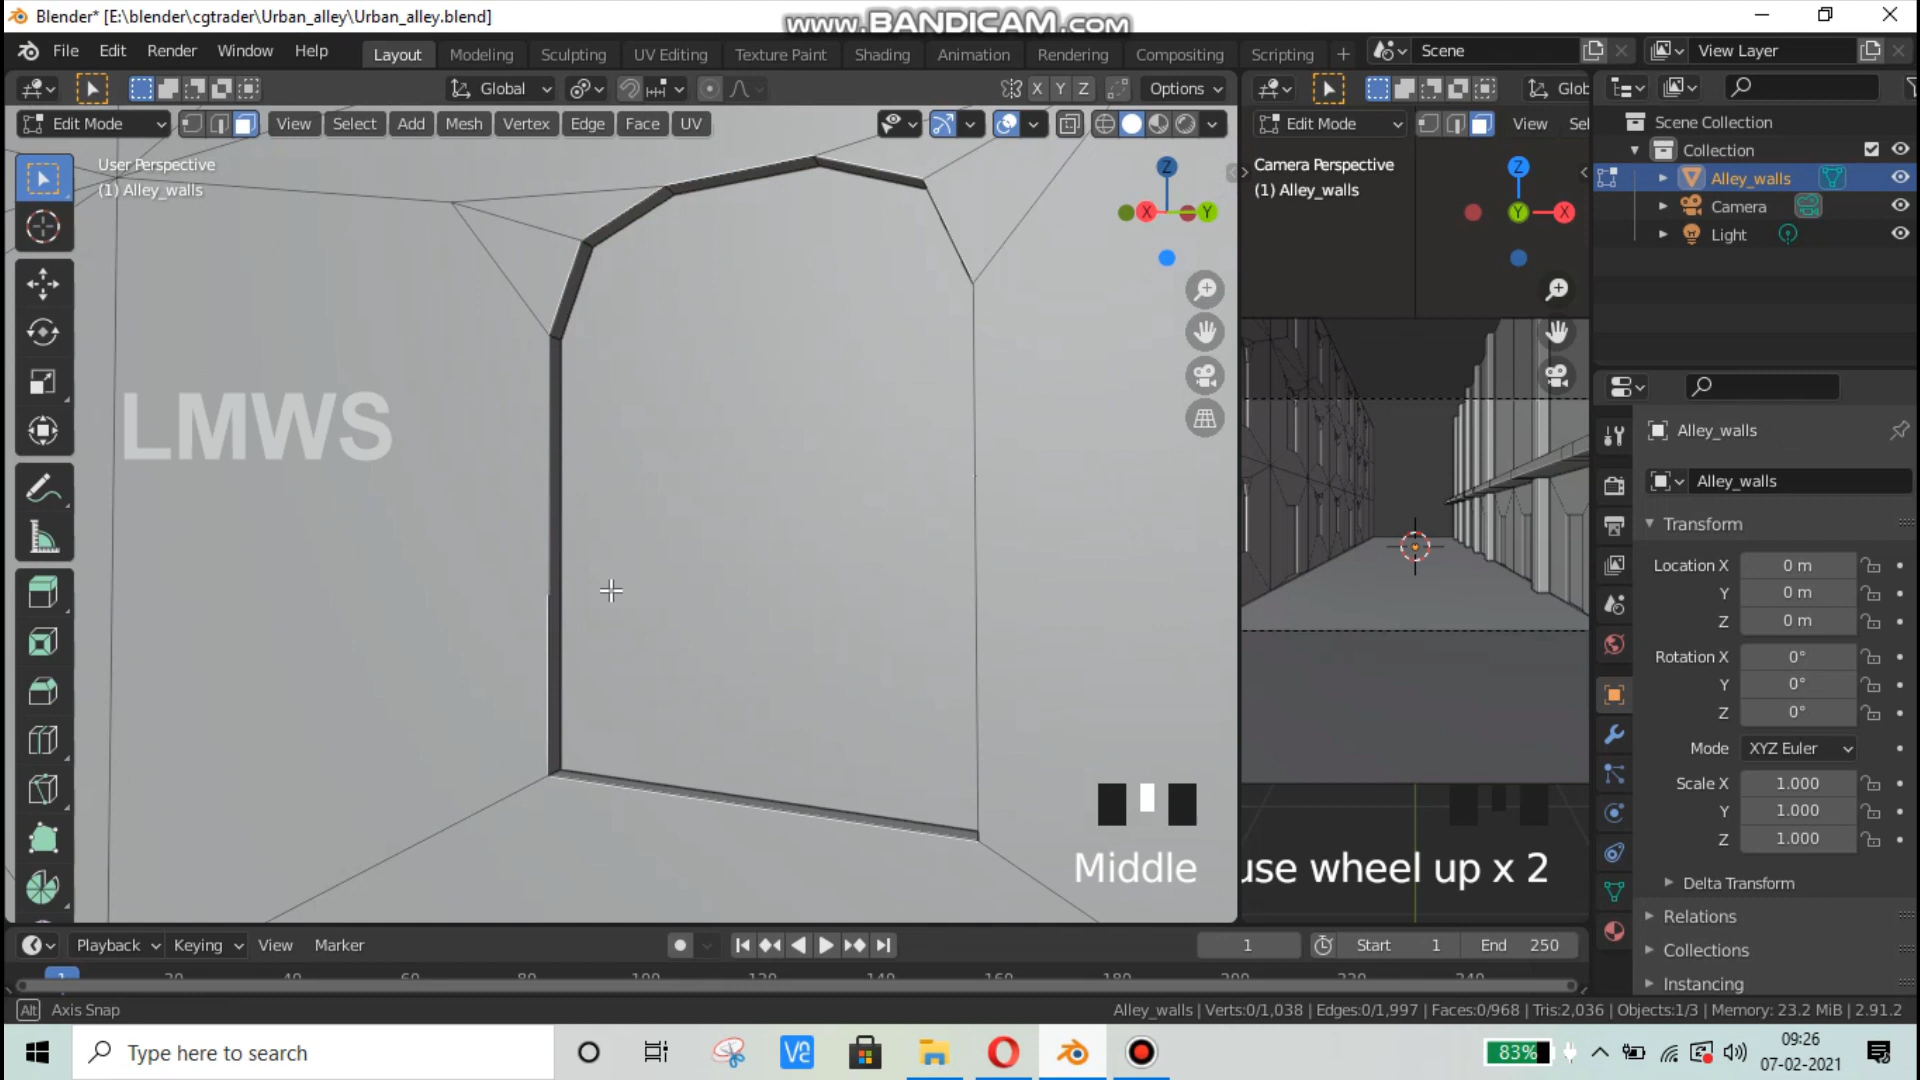 Blender* [E:\blender\cgtrader\Urban_alley\Urban_alley.blend]
www.BANDICAM.com
File Edit Render Window Help
Layout Modeling Sculpting UV Editing Texture Paint Shading Animation Rendering Compositing Scripting
Scene
View Layer
Global
X Y Z
Options
Edit Mode
View Select Add Mesh Vertex Edge Face UV
Edit Mode
View
User Perspective
(1) Alley_walls
Camera Perspective
(1) Alley_walls
Z
X
Y
Z
Y
X
Scene Collection
Collection
Alley_walls
Camera
Light
LMWS
Alley_walls
Alley_walls
Transform
Location X 0 m
Y 0 m
Z 0 m
Rotation X 0°
Y 0°
Z 0°
Mode XYZ Euler
Scale X 1.000
Y 1.000
Z 1.000
Delta Transform
Relations
Collections
Instancing
Middle
use wheel up x 2
Playback Keying View Marker
1
Start 1
End 250
Alt Axis Snap
Alley_walls | Verts:0/1,038 | Edges:0/1,997 | Faces:0/968 | Tris:2,036 | Objects:1/3 | Memory: 23.2 MiB | 2.91.2
Type here to search
83%
09:26
07-02-2021